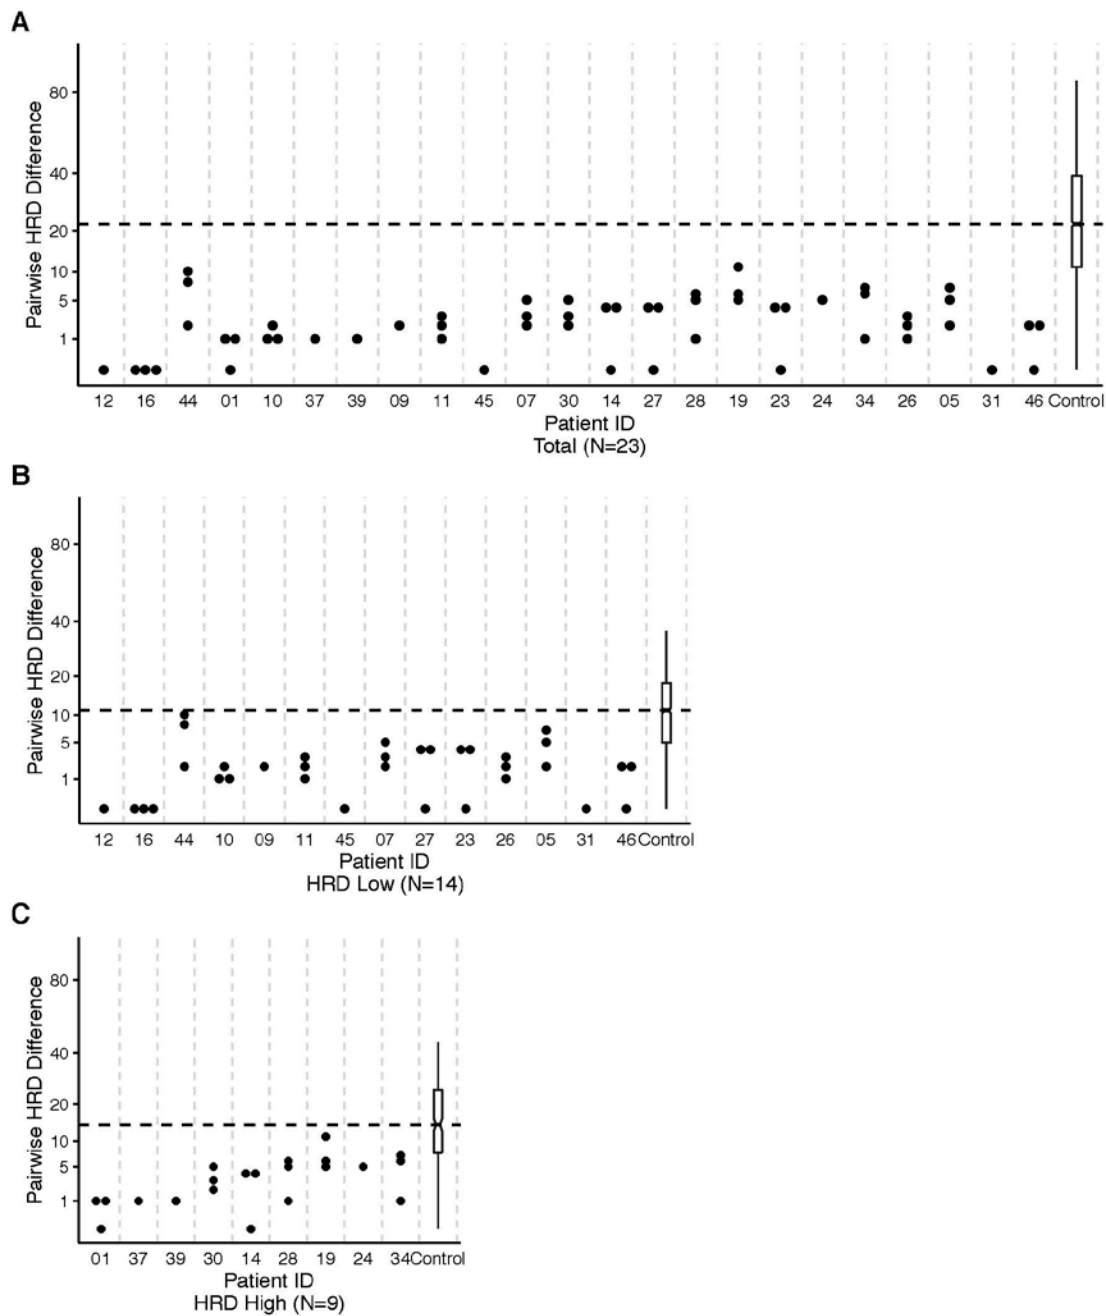 A
Pairwise HRD Difference
80
40
20
10
5
1
12 16 44 01 10 37 39 09 11 45 07 30 14 27 28 19 23 24 34 26 05 31 46 Control
Patient ID
Total (N=23)
B
Pairwise HRD Difference
80
40
20
10
5
1
12 16 44 10 09 11 45 07 27 23 26 05 31 46 Control
Patient ID
HRD Low (N=14)
C
Pairwise HRD Difference
80
40
20
10
5
1
01 37 39 30 14 28 19 24 34 Control
Patient ID
HRD High (N=9)